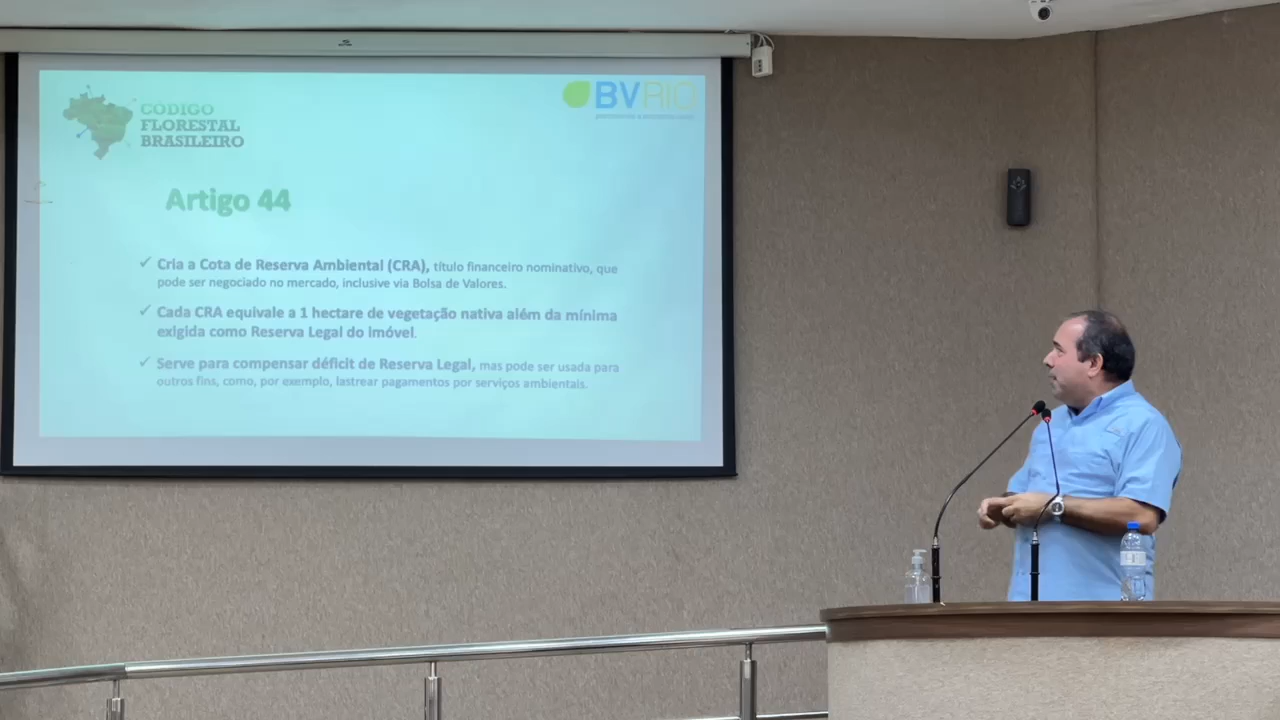 CÓDIGO
FLORESTAL
BRASILEIRO
BVRIO
Artigo 44
✓ Cria a Cota de Reserva Ambiental (CRA), título financeiro nominativo, que
pode ser negociado no mercado, inclusive via Bolsa de Valores.
✓ Cada CRA equivale a 1 hectare de vegetação nativa além da mínima
exigida como Reserva Legal do imóvel.
✓ Serve para compensar déficit de Reserva Legal, mas pode ser usada para
outros fins, como, por exemplo, lastrear pagamentos por serviços ambientais.